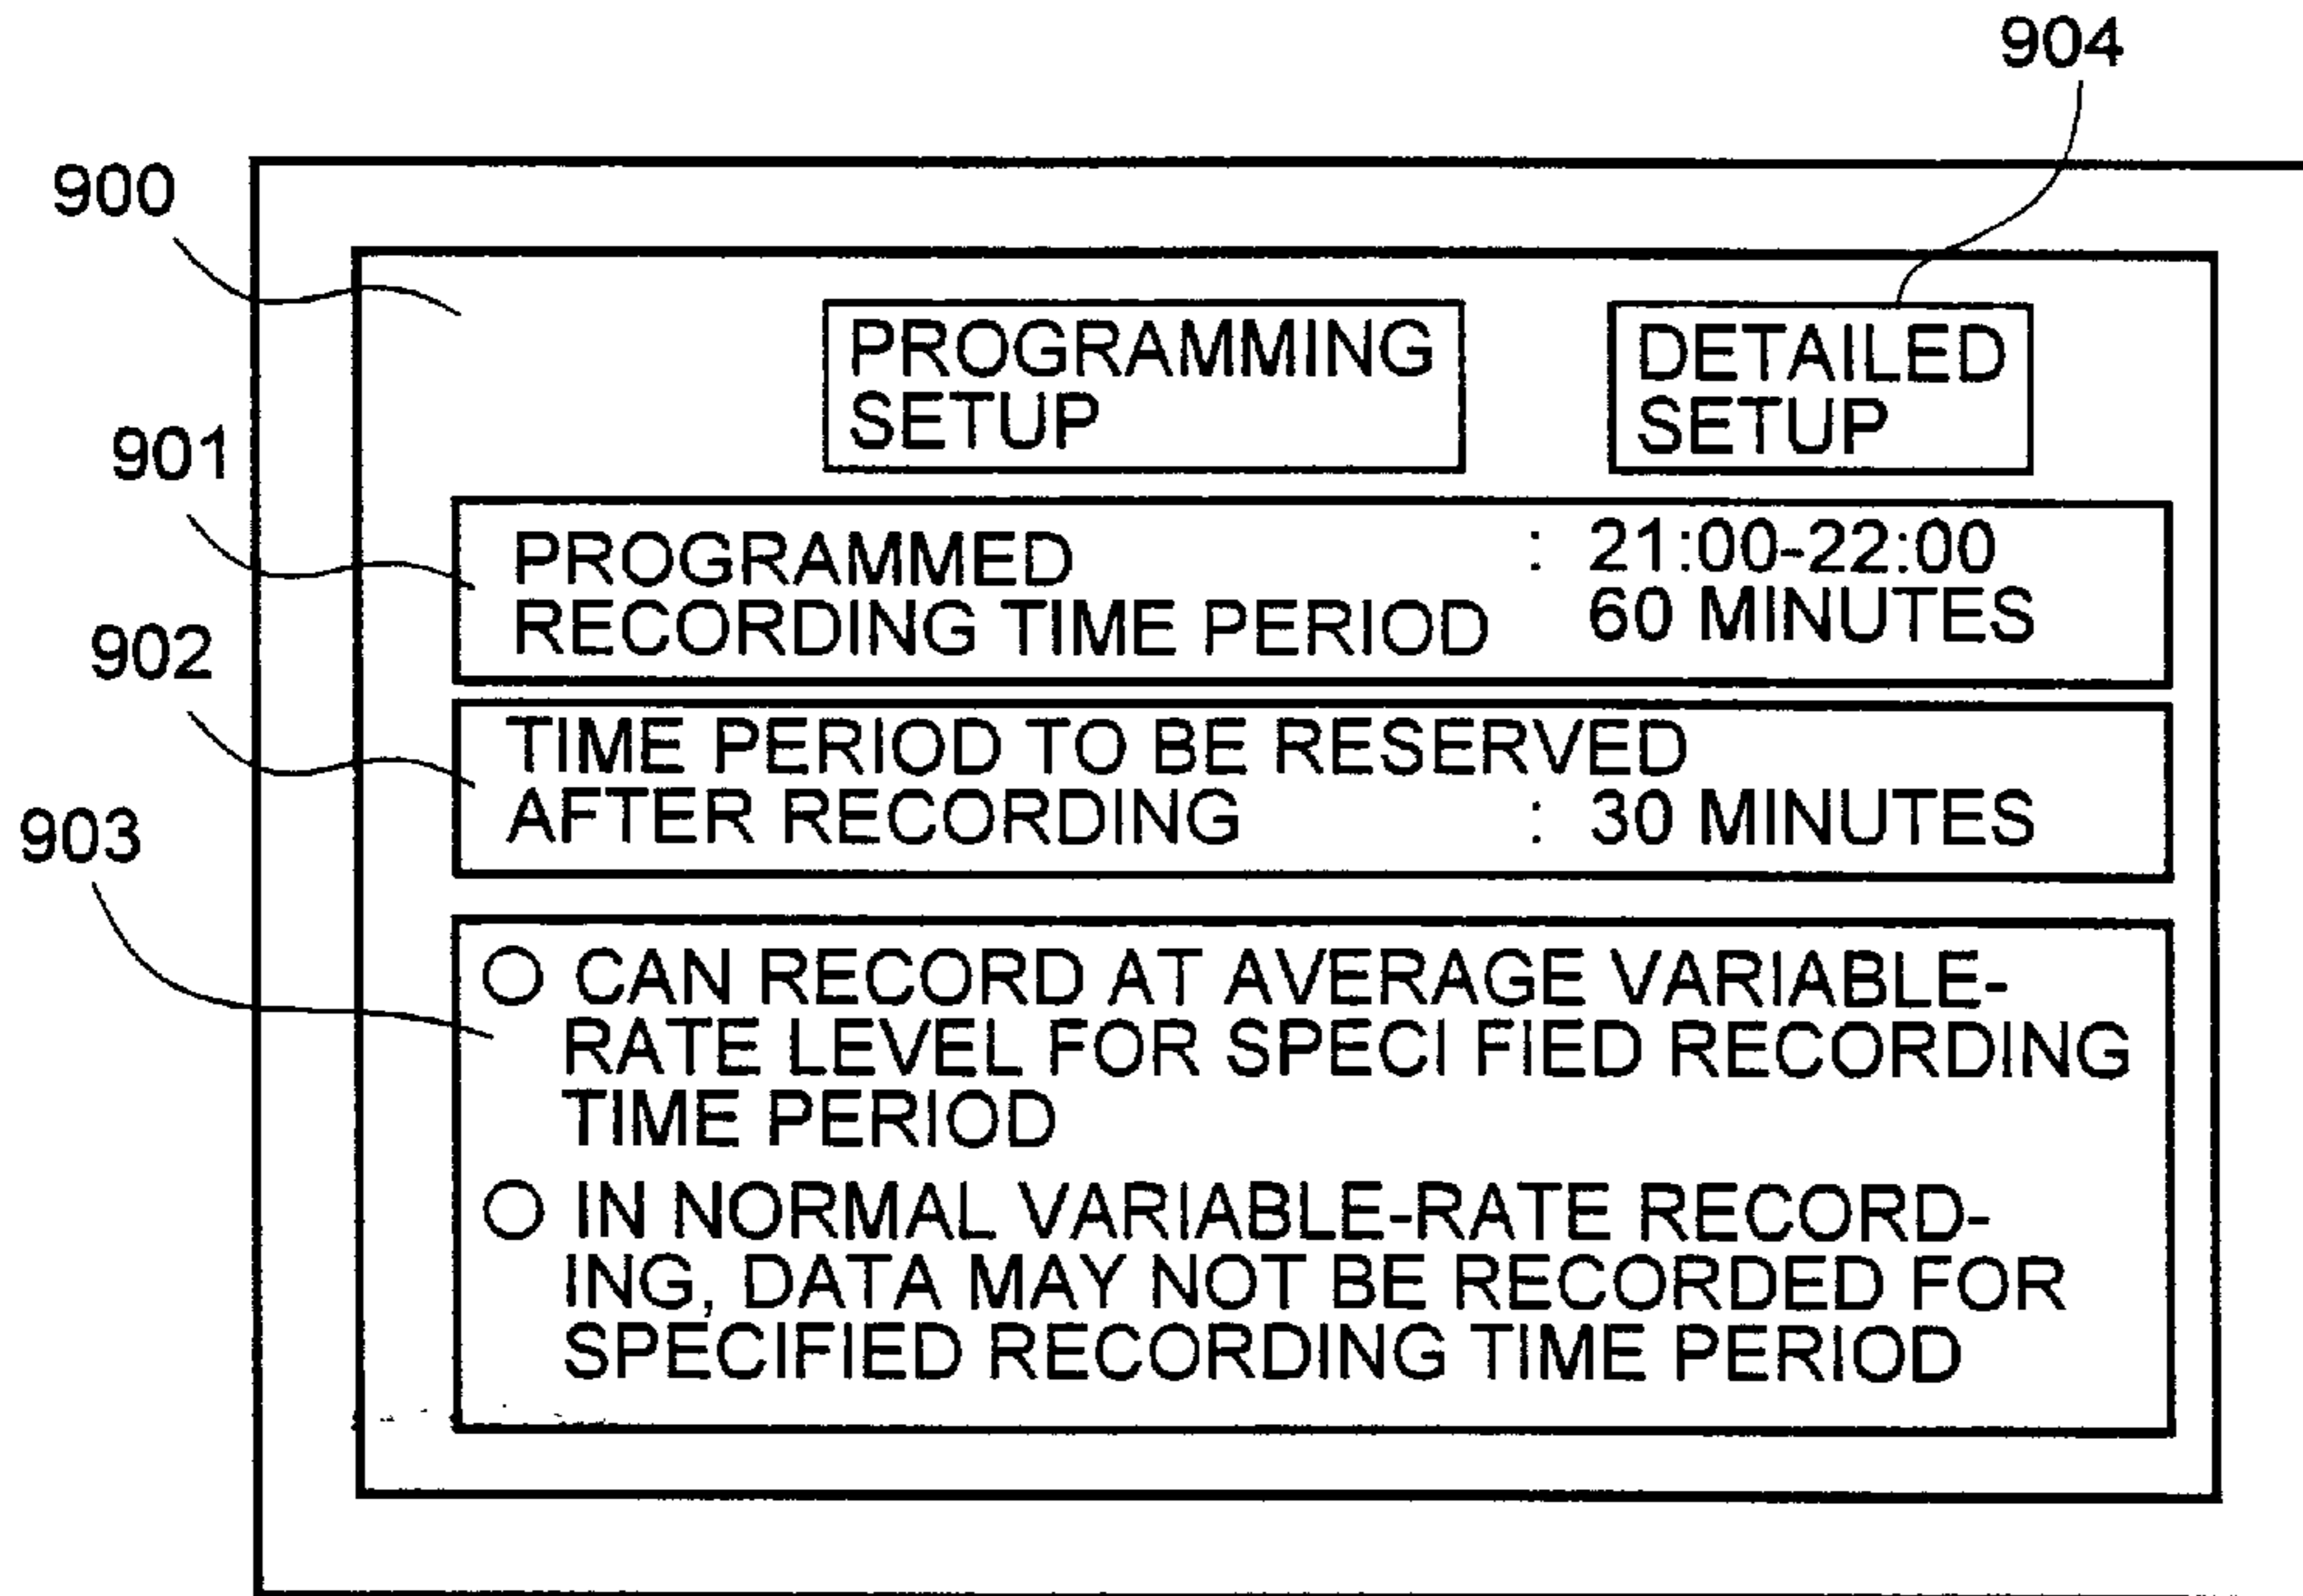 904
900
PROGRAMMING
SETUP
DETAILED
SETUP
901
PROGRAMMED : 21:00-22:00
RECORDING TIME PERIOD 60 MINUTES
902
TIME PERIOD TO BE RESERVED
AFTER RECORDING : 30 MINUTES
903
○ CAN RECORD AT AVERAGE VARIABLE-
RATE LEVEL FOR SPECI FIED RECORDING
TIME PERIOD
○ IN NORMAL VARIABLE-RATE RECORD-
ING, DATA MAY NOT BE RECORDED FOR
SPECIFIED RECORDING TIME PERIOD